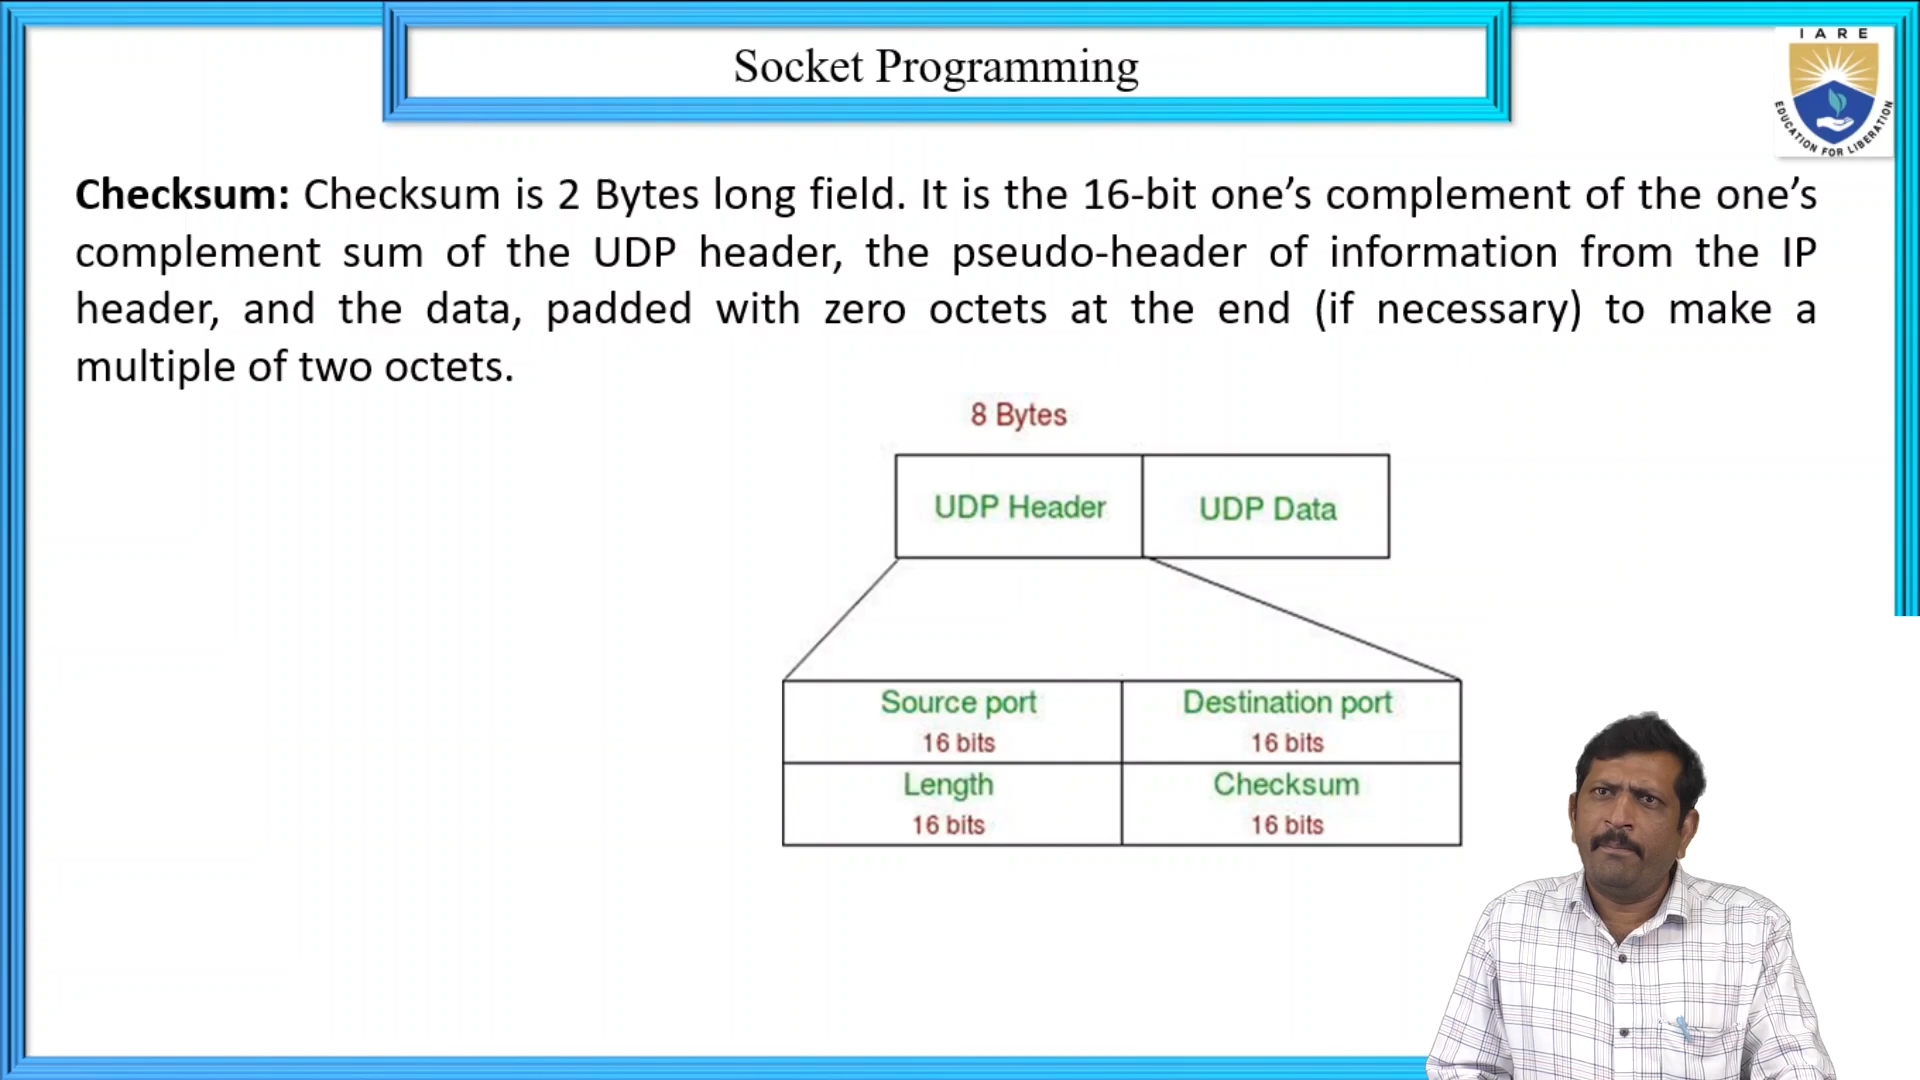 Socket Programming
I A R E
EDUCATION FOR LIBERATION
Checksum: Checksum is 2 Bytes long field. It is the 16-bit one’s complement of the one’s
complement sum of the UDP header, the pseudo-header of information from the IP
header, and the data, padded with zero octets at the end (if necessary) to make a
multiple of two octets.
8 Bytes
UDP Header UDP Data
Source port Destination port
16 bits 16 bits
Length Checksum
16 bits 16 bits